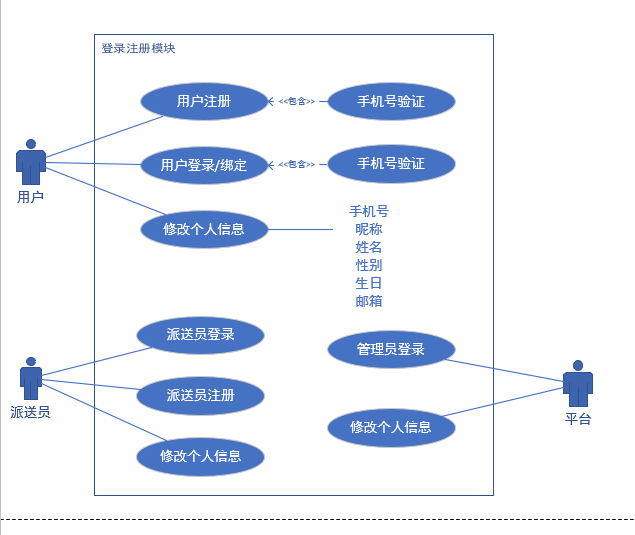 登录注册模块
用户注册
<<包含>>
手机号验证
用户登录/绑定
<<包含>>
手机号验证
用户
修改个人信息
手机号
昵称
姓名
性别
生日
邮箱
派送员登录
管理员登录
派送员注册
派送员
平台
修改个人信息
修改个人信息